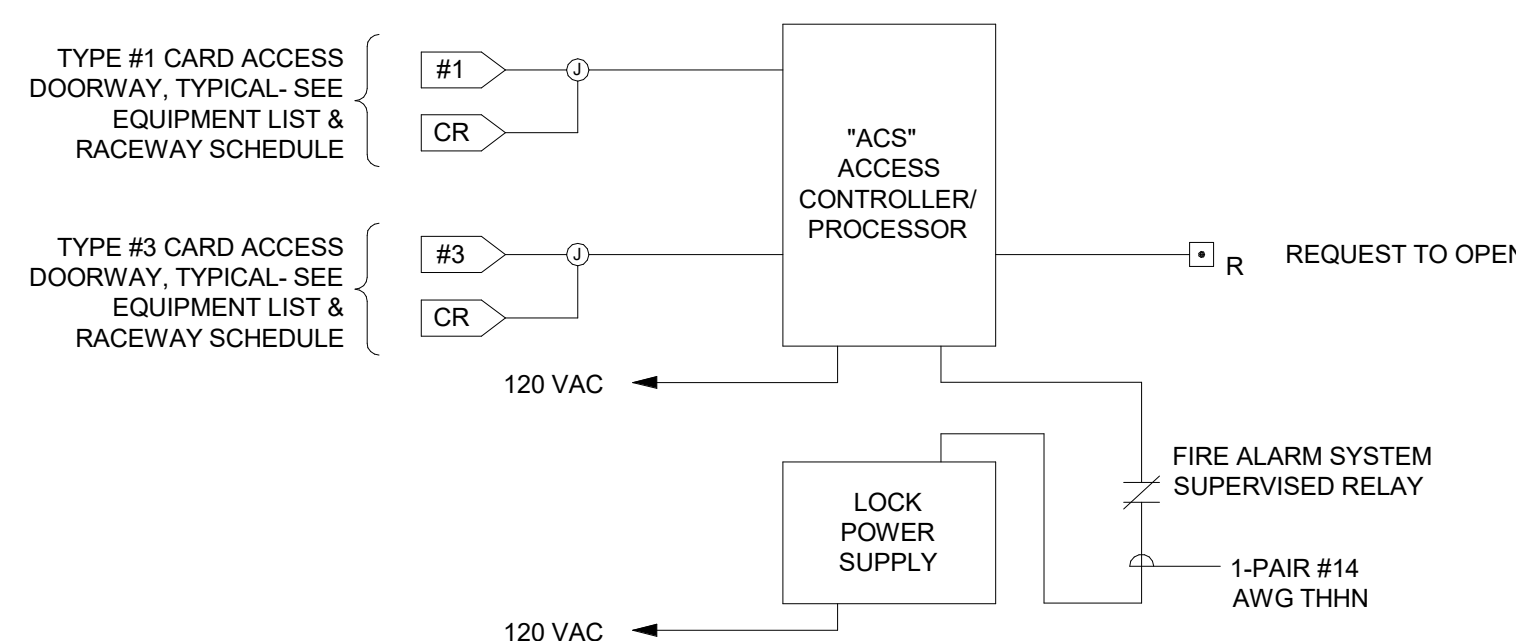 TYPE #1 CARD ACCESS
DOORWAY, TYPICAL- SEE
EQUIPMENT LIST &
RACEWAY SCHEDULE
#1
J
CR
"ACS"
ACCESS
CONTROLLER/
PROCESSOR
TYPE #3 CARD ACCESS
DOORWAY, TYPICAL- SEE
EQUIPMENT LIST &
RACEWAY SCHEDULE
#3
J
CR
R
REQUEST TO OPEN
120 VAC
FIRE ALARM SYSTEM
SUPERVISED RELAY
LOCK
POWER
SUPPLY
1-PAIR #14
AWG THHN
120 VAC